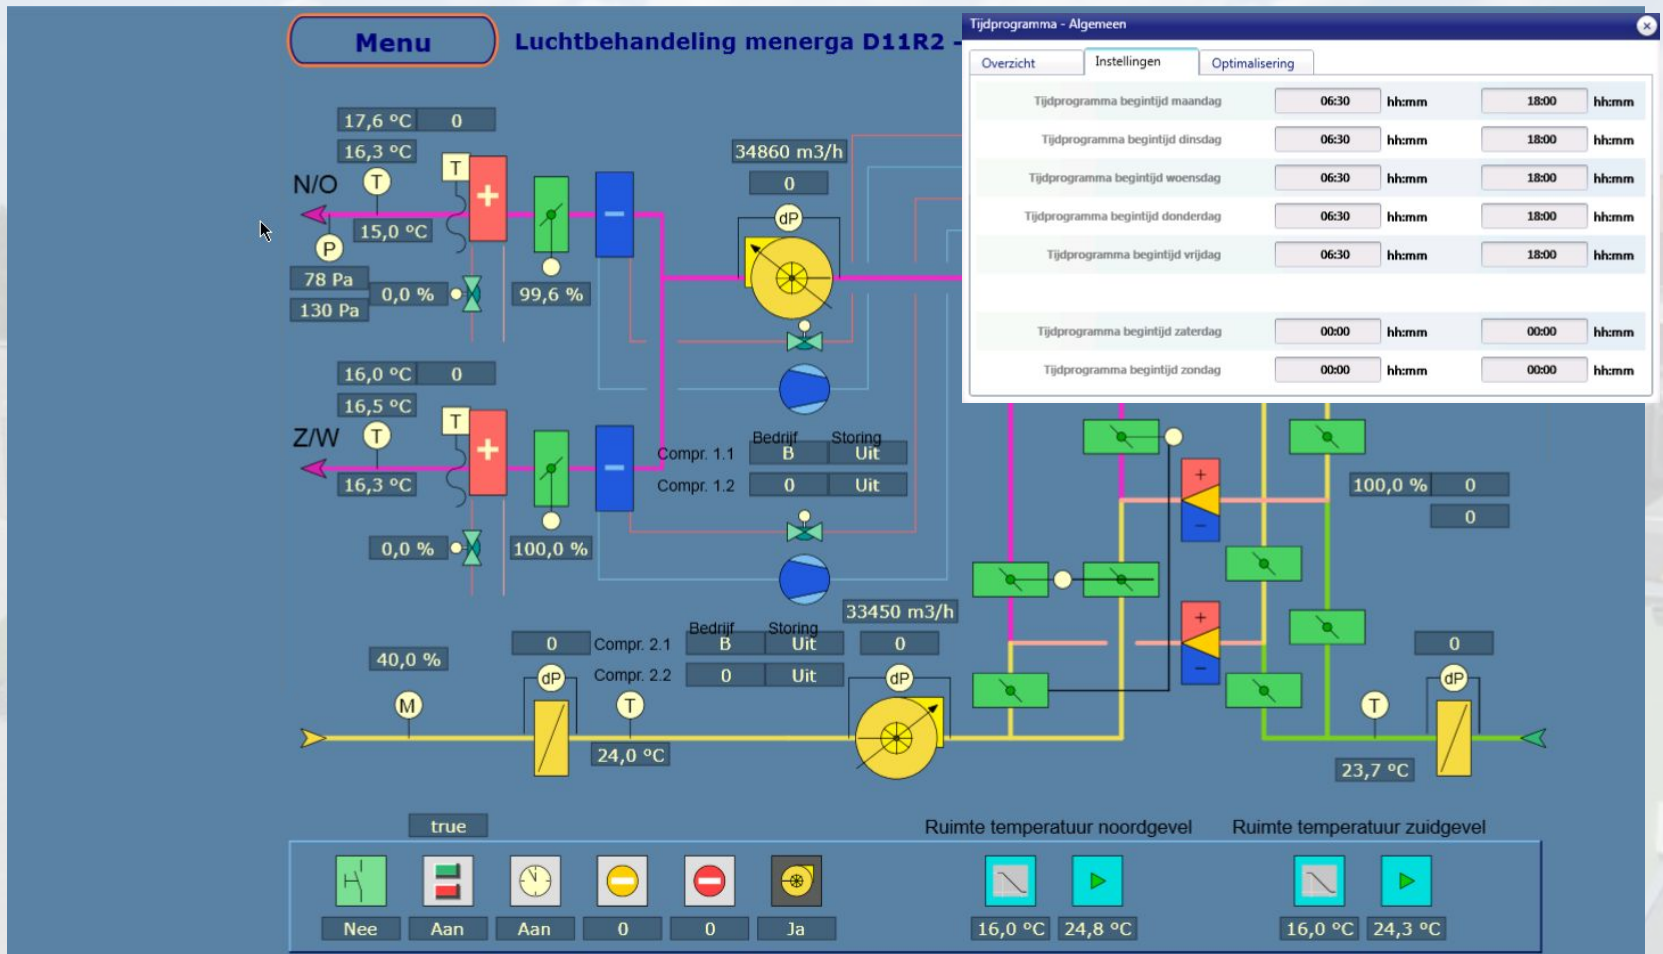 Menu
Luchtbehandeling menerga D11R2 -
Tijdprogramma - Algemeen
Overzicht
Instellingen
Optimalisering
Tijdprogramma begintijd maandag 06:30 hh:mm 18:00 hh:mm
Tijdprogramma begintijd dinsdag 06:30 hh:mm 18:00 hh:mm
Tijdprogramma begintijd woensdag 06:30 hh:mm 18:00 hh:mm
Tijdprogramma begintijd donderdag 06:30 hh:mm 18:00 hh:mm
Tijdprogramma begintijd vrijdag 06:30 hh:mm 18:00 hh:mm
Tijdprogramma begintijd zaterdag 00:00 hh:mm 00:00 hh:mm
Tijdprogramma begintijd zondag 00:00 hh:mm 00:00 hh:mm
17,6 °C 0
16,3 °C
N/O T T
15,0 °C
P
78 Pa
130 Pa
0,0 %
99,6 %
34860 m3/h
0
dP
16,0 °C 0
16,5 °C
Z/W T T
16,3 °C
0,0 %
100,0 %
Bedrijf Storing
Compr. 1.1 B Uit
Compr. 1.2 0 Uit
100,0 % 0
0
33450 m3/h
0
dP
Bedrijf Storing
Compr. 2.1 B Uit
Compr. 2.2 0 Uit
40,0 %
M
0
dP
T
24,0 °C
0
dP
T
23,7 °C
true
Ruimte temperatuur noordgevel
Ruimte temperatuur zuidgevel
Nee Aan Aan 0 0 Ja 16,0 °C 24,8 °C 16,0 °C 24,3 °C